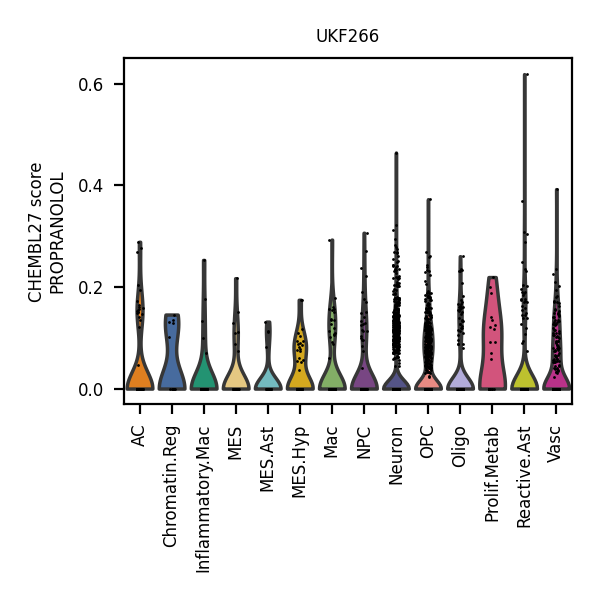 UKF266
CHEMBL27 score
PROPRANOLOL
0.6
0.4
0.2
0.0
AC
Chromatin.Reg
Inflammatory.Mac
MES
MES.Ast
MES.Hyp
Mac
NPC
Neuron
OPC
Oligo
Prolif.Metab
Reactive.Ast
Vasc